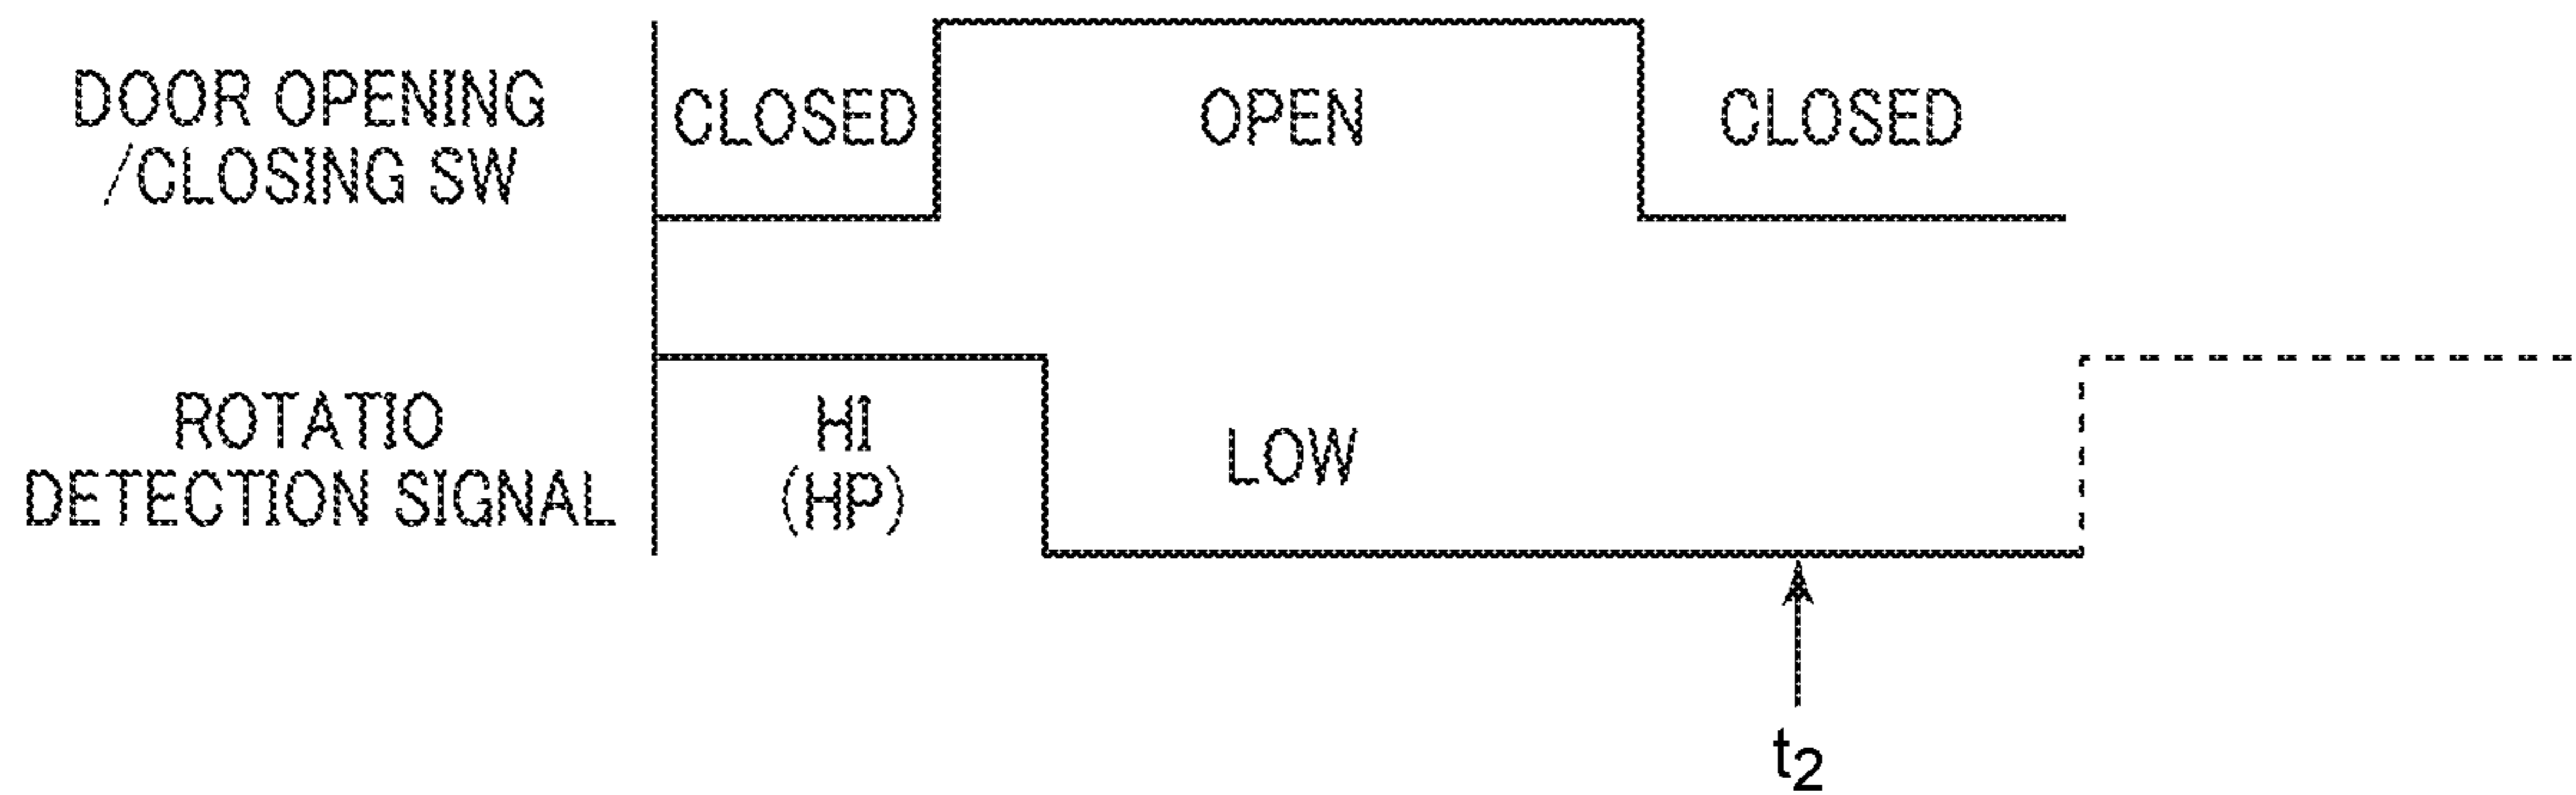 DOOR OPENING
/CLOSING SW
CLOSED
OPEN
CLOSED
ROTATIO
DETECTION SIGNAL
HI
(HP)
LOW
t2